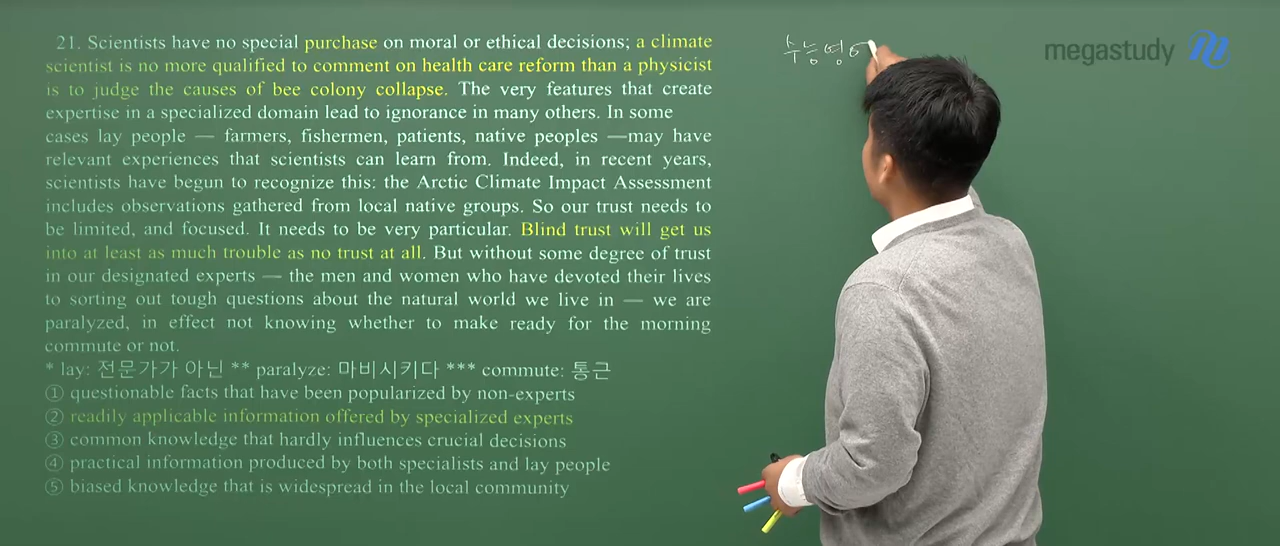 21. Scientists have no special purchase on moral or ethical decisions; a climate
scientist is no more qualified to comment on health care reform than a physicist
is to judge the causes of bee colony collapse. The very features that create
expertise in a specialized domain lead to ignorance in many others. In some
cases lay people — farmers, fishermen, patients, native peoples —may have
relevant experiences that scientists can learn from. Indeed, in recent years,
scientists have begun to recognize this: the Arctic Climate Impact Assessment
includes observations gathered from local native groups. So our trust needs to
be limited, and focused. It needs to be very particular. Blind trust will get us
into at least as much trouble as no trust at all. But without some degree of trust
in our designated experts — the men and women who have devoted their lives
to sorting out tough questions about the natural world we live in — we are
paralyzed, in effect not knowing whether to make ready for the morning
commute or not.
* lay: 전문가가 아닌 ** paralyze: 마비시키다 *** commute: 통근
① questionable facts that have been popularized by non-experts
② readily applicable information offered by specialized experts
③ common knowledge that hardly influences crucial decisions
④ practical information produced by both specialists and lay people
⑤ biased knowledge that is widespread in the local community
수능영어
megastudy